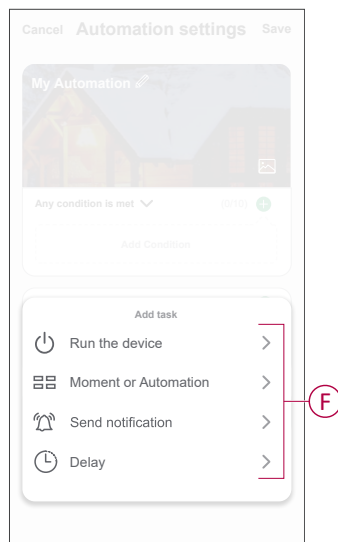 Cancel Automation settings Save
My Automation
Any condition is met (0/10)
Add Condition
Add task
Run the device
Moment or Automation
Send notification
Delay
F